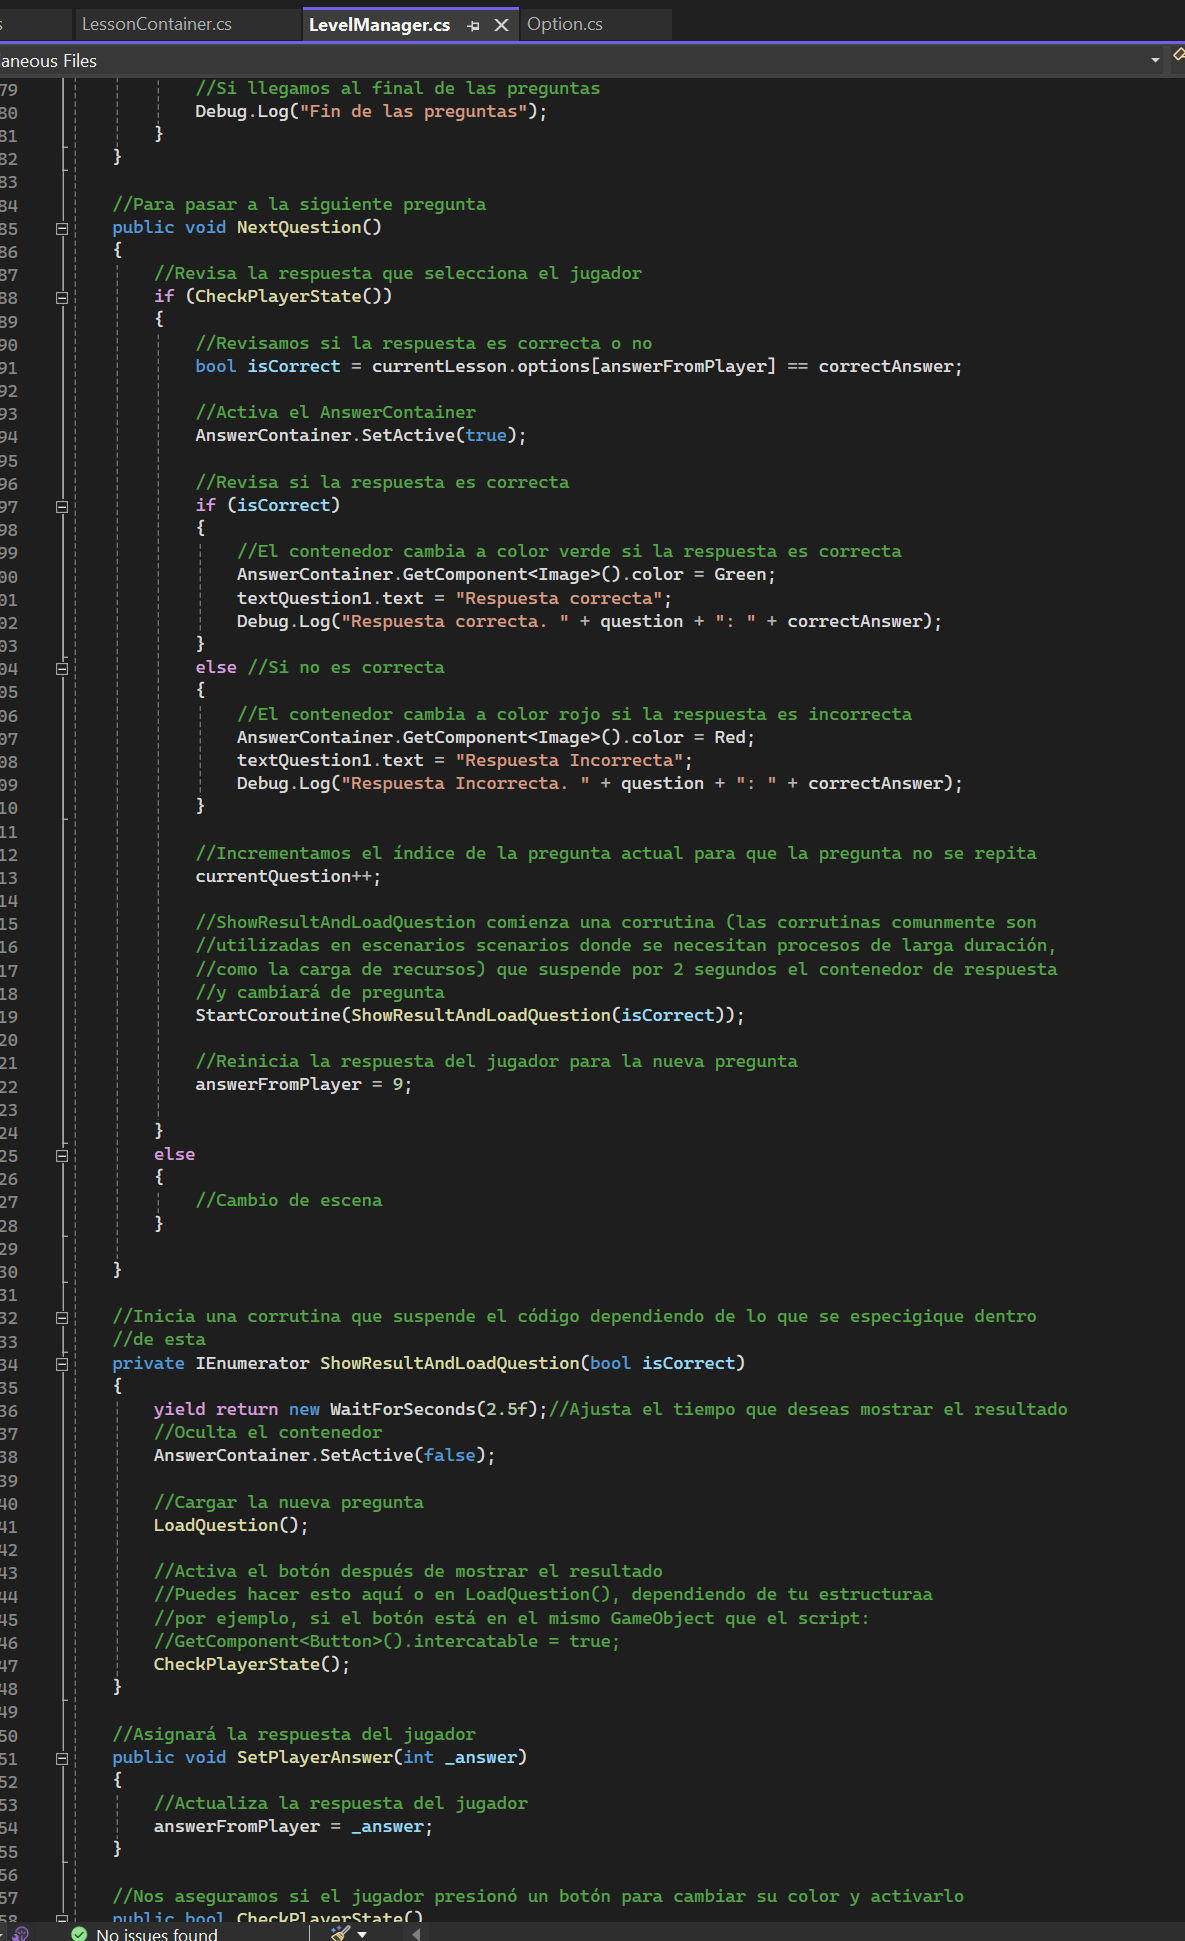 s LessonContainer.cs LevelManager.cs Option.cs
aneous Files
79 //Si llegamos al final de las preguntas
80 Debug.Log("Fin de las preguntas");
81 }
82 }
83
84 //Para pasar a la siguiente pregunta
85 public void NextQuestion()
86 {
87 //Revisa la respuesta que selecciona el jugador
88 if (CheckPlayerState())
89 {
90 //Revisamos si la respuesta es correcta o no
91 bool isCorrect = currentLesson.options[answerFromPlayer] == correctAnswer;
92
93 //Activa el AnswerContainer
94 AnswerContainer.SetActive(true);
95
96 //Revisa si la respuesta es correcta
97 if (isCorrect)
98 {
99 //El contenedor cambia a color verde si la respuesta es correcta
00 AnswerContainer.GetComponent<Image>().color = Green;
01 textQuestion1.text = "Respuesta correcta";
02 Debug.Log("Respuesta correcta. " + question + ": " + correctAnswer);
03 }
04 else //Si no es correcta
05 {
06 //El contenedor cambia a color rojo si la respuesta es incorrecta
07 AnswerContainer.GetComponent<Image>().color = Red;
08 textQuestion1.text = "Respuesta Incorrecta";
09 Debug.Log("Respuesta Incorrecta. " + question + ": " + correctAnswer);
10 }
11
12 //Incrementamos el índice de la pregunta actual para que la pregunta no se repita
13 currentQuestion++;
14
15 //ShowResultAndLoadQuestion comienza una corrutina (las corrutinas comunmente son
16 //utilizadas en escenarios scenarios donde se necesitan procesos de larga duración,
17 //como la carga de recursos) que suspende por 2 segundos el contenedor de respuesta
18 //y cambiará de pregunta
19 StartCoroutine(ShowResultAndLoadQuestion(isCorrect));
20
21 //Reinicia la respuesta del jugador para la nueva pregunta
22 answerFromPlayer = 9;
23
24 }
25 else
26 {
27 //Cambio de escena
28 }
29
30 }
31
32 //Inicia una corrutina que suspende el código dependiendo de lo que se especigique dentro
33 //de esta
34 private IEnumerator ShowResultAndLoadQuestion(bool isCorrect)
35 {
36 yield return new WaitForSeconds(2.5f);//Ajusta el tiempo que deseas mostrar el resultado
37 //Oculta el contenedor
38 AnswerContainer.SetActive(false);
39
40 //Cargar la nueva pregunta
41 LoadQuestion();
42
43 //Activa el botón después de mostrar el resultado
44 //Puedes hacer esto aquí o en LoadQuestion(), dependiendo de tu estructuraa
45 //por ejemplo, si el botón está en el mismo GameObject que el script:
46 //GetComponent<Button>().intercatable = true;
47 CheckPlayerState();
48 }
49
50 //Asignará la respuesta del jugador
51 public void SetPlayerAnswer(int _answer)
52 {
53 //Actualiza la respuesta del jugador
54 answerFromPlayer = _answer;
55 }
56
57 //Nos aseguramos si el jugador presionó un botón para cambiar su color y activarlo
58 public bool CheckPlayerState()
No issues found